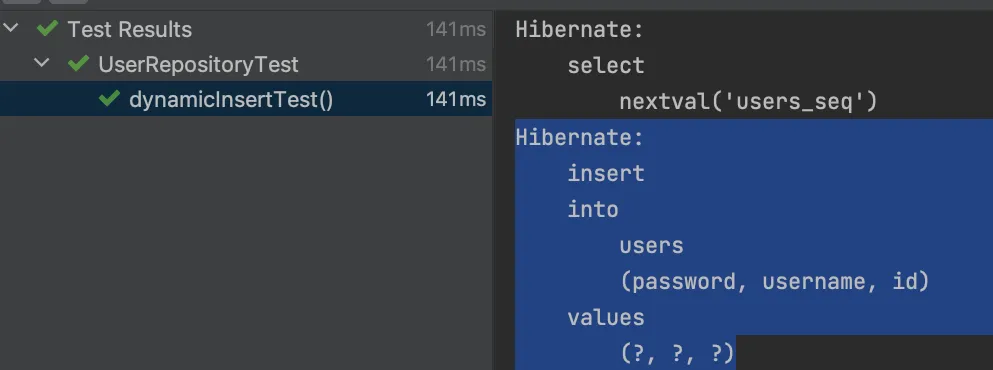 Test Results 141ms
UserRepositoryTest 141ms
dynamicInsertTest() 141ms
Hibernate:
select
nextval('users_seq')
Hibernate:
insert
into
users
(password, username, id)
values
(?, ?, ?)